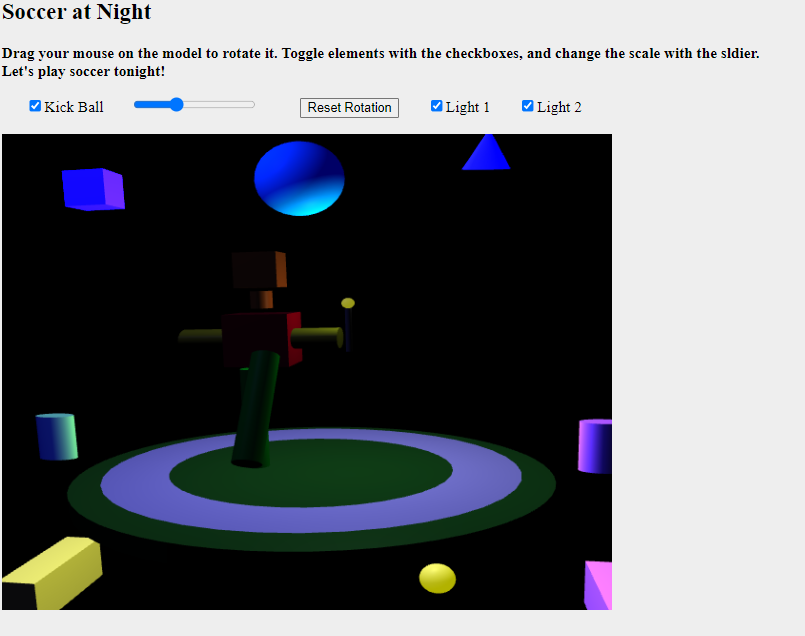 Soccer at Night
Drag your mouse on the model to rotate it. Toggle elements with the checkboxes, and change the scale with the sldier.
Let's play soccer tonight!
Kick Ball Reset Rotation Light 1 Light 2